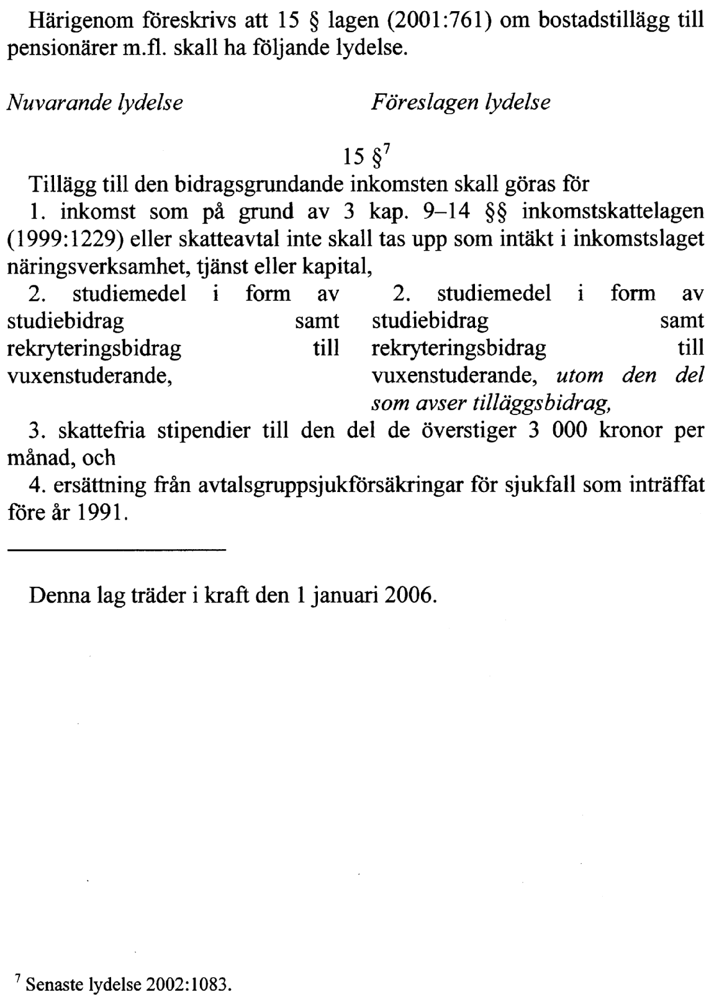 Härigenom föreskrivs att 15 § lagen (2001:761) om bostadstillägg till
pensionärer m.fl. skall ha följande lydelse.
Nuvarande lydelse
Föreslagen lydelse
15 §7
Tillägg till den bidragsgrundande inkomsten skall göras för
1. inkomst som på grund av 3 kap. 9–14 §§ inkomstskattelagen
(1999:1229) eller skatteavtal inte skall tas upp som intäkt i inkomstslaget
näringsverksamhet, tjänst eller kapital,
2. studiemedel i form av
studiebidrag samt
rekryteringsbidrag till
vuxenstuderande,
2. studiemedel i form av
studiebidrag samt
rekryteringsbidrag till
vuxenstuderande, utom den del
som avser tilläggsbidrag,
3. skattefria stipendier till den del de överstiger 3 000 kronor per
månad, och
4. ersättning från avtalsgruppsjukförsäkringar för sjukfall som inträffat
före år 1991.
Denna lag träder i kraft den 1 januari 2006.
7 Senaste lydelse 2002:1083.